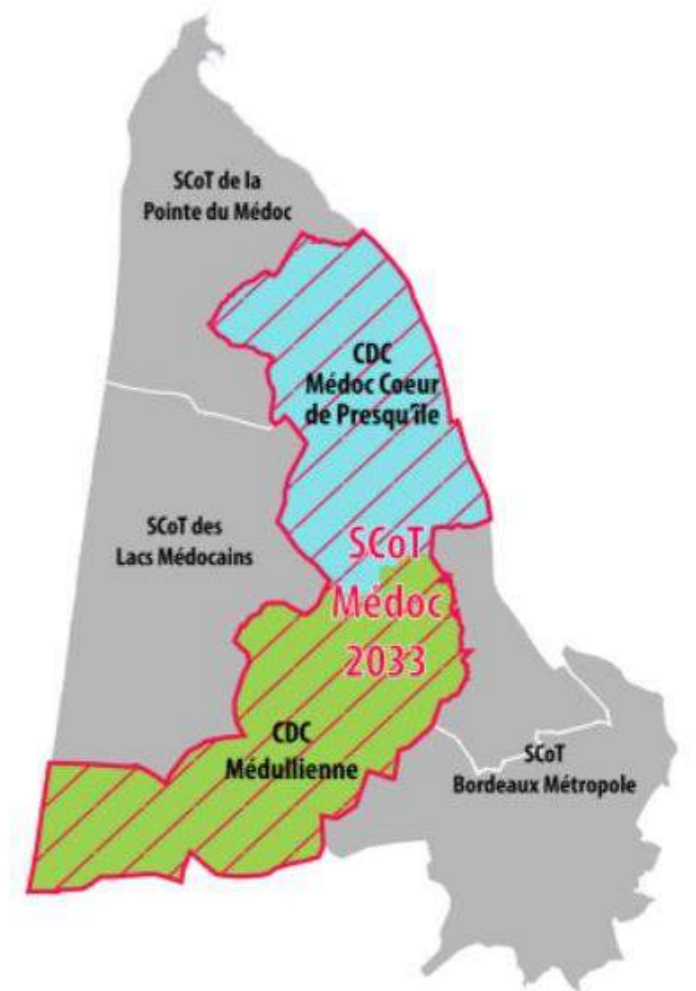 SCoT de la
Pointe du Médoc
CDC
Médoc Coeur
de Presqu'île
SCoT des
Lacs Médocains
SCoT
Médoc
2033
CDC
Médullienne
SCoT
Bordeaux Métropole